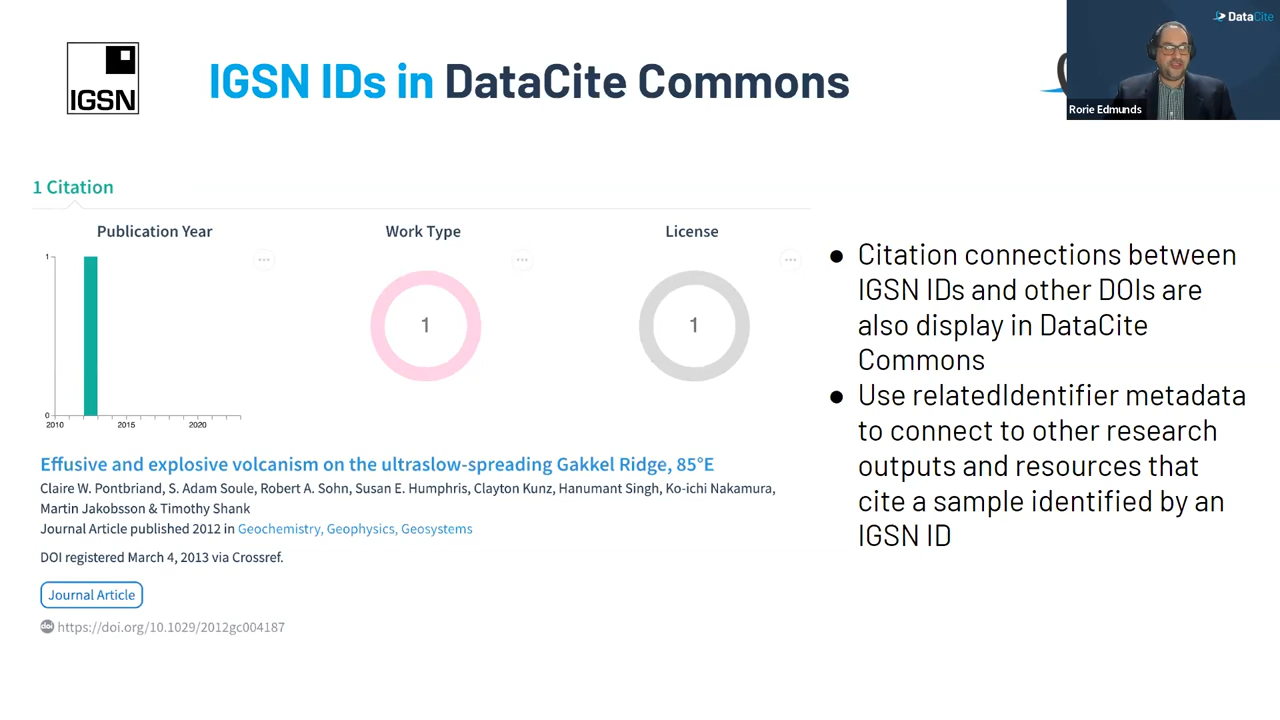 DataCite
IGSN
IGSN IDs in DataCite Commons
Rorie Edmunds
1 Citation
Publication Year
Work Type
License
1
0
2010
2015
2020
1
1
Effusive and explosive volcanism on the ultraslow-spreading Gakkel Ridge, 85°E
Claire W. Pontbriand, S. Adam Soule, Robert A. Sohn, Susan E. Humphris, Clayton Kunz, Hanumant Singh, Ko-ichi Nakamura,
Martin Jakobsson & Timothy Shank
Journal Article published 2012 in Geochemistry, Geophysics, Geosystems
DOI registered March 4, 2013 via Crossref.
Journal Article
doi https://doi.org/10.1029/2012gc004187
● Citation connections between
IGSN IDs and other DOIs are
also display in DataCite
Commons
● Use relatedIdentifier metadata
to connect to other research
outputs and resources that
cite a sample identified by an
IGSN ID